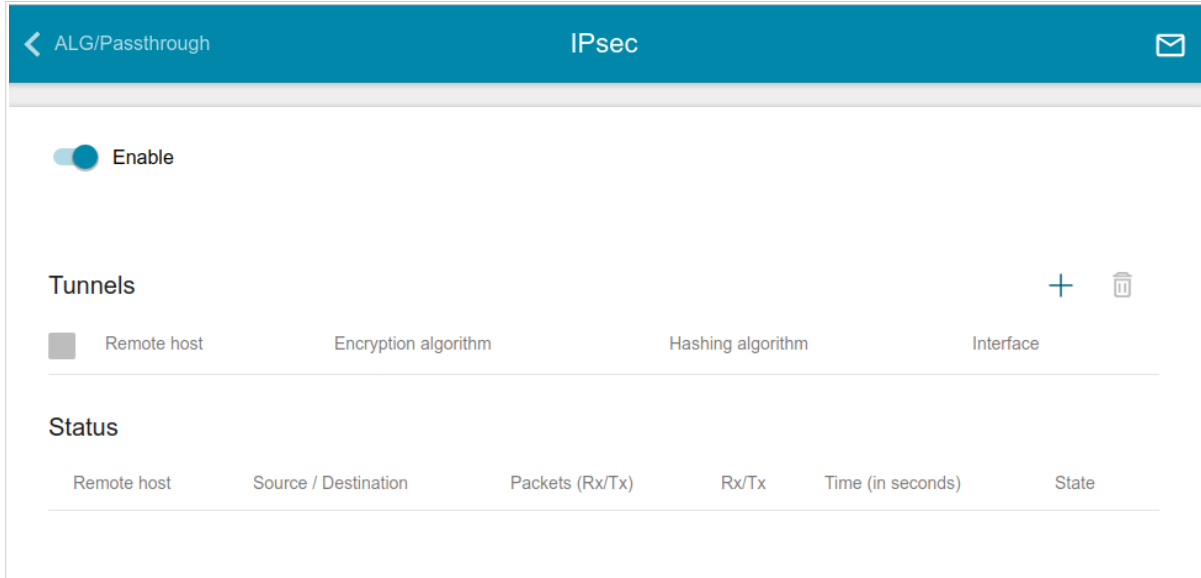 ALG/Passthrough IPsec
Enable
Tunnels
Remote host Encryption algorithm Hashing algorithm Interface
Status
Remote host Source / Destination Packets (Rx/Tx) Rx/Tx Time (in seconds) State